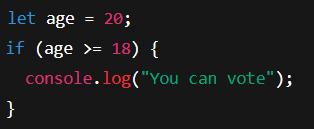 let age = 20;
if (age >= 18) {
  console.log("You can vote");
}